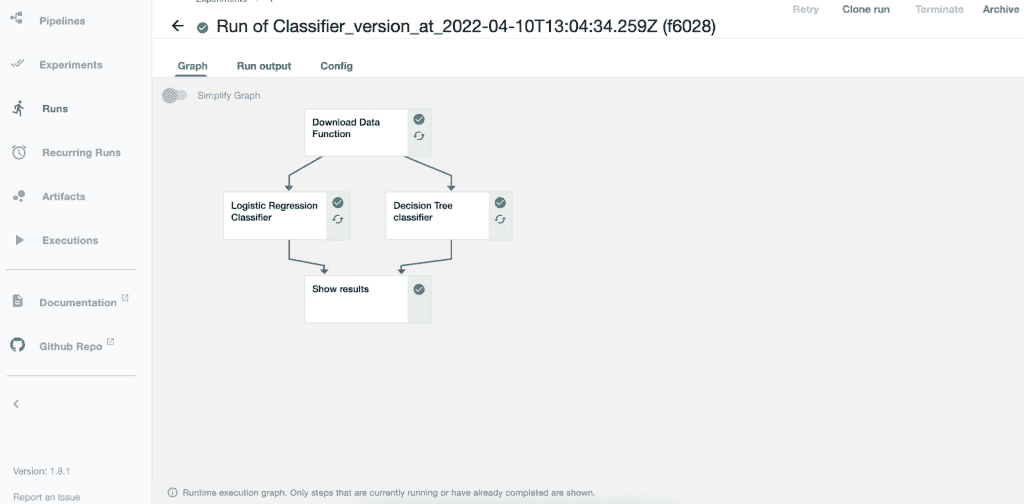 Pipelines
Experiments
Runs
Recurring Runs
Artifacts
Executions
Documentation
Github Repo
Version: 1.8.1
Report an Issue
Experiments
Run of Classifier_version_at_2022-04-10T13:04:34.259Z (f6028)
Retry Clone run Terminate Archive
Graph Run output Config
Simplify Graph
Download Data
Function
Logistic Regression
Classifier
Decision Tree
classifier
Show results
Runtime execution graph. Only steps that are currently running or have already completed are shown.